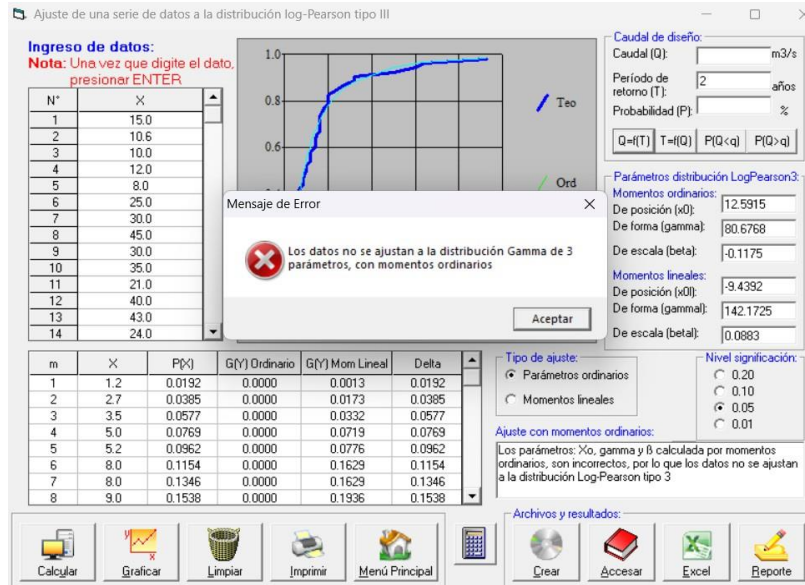 Ajuste de una serie de datos a la distribución log-Pearson tipo III
Ingreso de datos:
Nota: Una vez que digite el dato,
presionar ENTER
N° X
1 15.0
2 10.6
3 10.0
4 12.0
5 8.0
6 25.0
7 30.0
8 45.0
9 30.0
10 35.0
11 21.0
12 40.0
13 43.0
14 24.0
1.0
0.8
0.6
Teo
Ord
Caudal de diseño:
Caudal (Q): m3/s
Período de
retorno (T): 2 años
Probabilidad (P): %
Q=f(T) T=f(Q) P(Q<q) P(Q>q)
Parámetros distribución LogPearson3:
Momentos ordinarios:
De posición (x0): 12.5915
De forma (gamma): 80.6768
De escala (beta): -0.1175
Momentos lineales:
De posición (x0l): -9.4392
De forma (gammal): 142.1725
De escala (betal): 0.0883
Mensaje de Error
Los datos no se ajustan a la distribución Gamma de 3
parámetros, con momentos ordinarios
Aceptar
m X P(X) G(Y) Ordinario G(Y) Mom Lineal Delta
1 1.2 0.0192 0.0000 0.0013 0.0192
2 2.7 0.0385 0.0000 0.0173 0.0385
3 3.5 0.0577 0.0000 0.0332 0.0577
4 5.0 0.0769 0.0000 0.0719 0.0769
5 5.2 0.0962 0.0000 0.0776 0.0962
6 8.0 0.1154 0.0000 0.1629 0.1154
7 8.0 0.1346 0.0000 0.1629 0.1346
8 9.0 0.1538 0.0000 0.1936 0.1538
Tipo de ajuste:
Parámetros ordinarios
Momentos lineales
Nivel significación:
0.20
0.10
0.05
0.01
Ajuste con momentos ordinarios:
Los parámetros: Xo, gamma y ß calculada por momentos
ordinarios, son incorrectos, por lo que los datos no se ajustan
a la distribución Log-Pearson tipo 3
Archivos y resultados:
Calcular Graficar Limpiar Imprimir Menú Principal Crear Accesar Excel Reporte